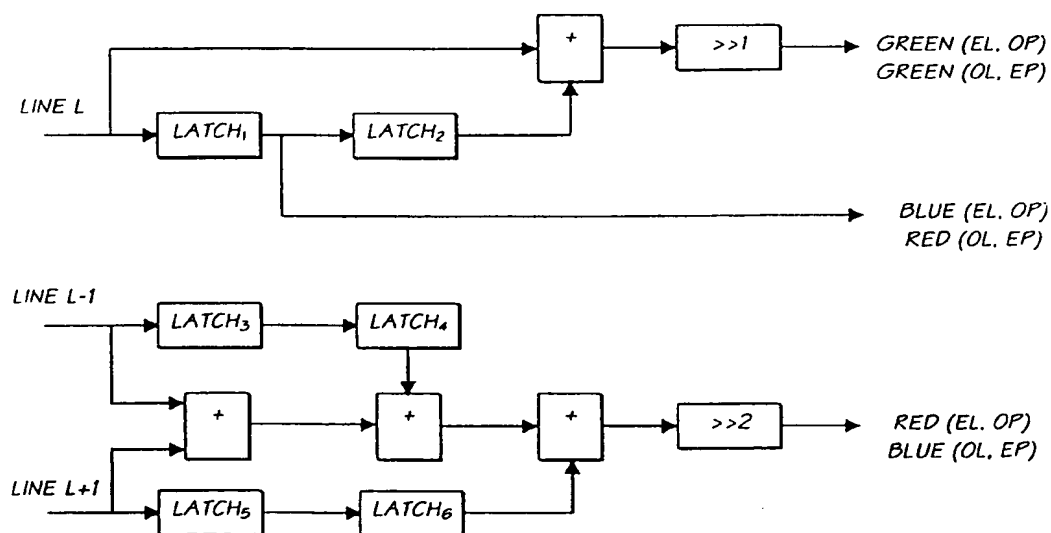 +
>>1
GREEN (EL. OP)
GREEN (OL. EP)
LINE L
LATCH₁
LATCH₂
BLUE (EL. OP)
RED (OL. EP)
LINE L-1
LATCH₃
LATCH₄
+
+
+
>>2
RED (EL. OP)
BLUE (OL. EP)
LINE L+1
LATCH₅
LATCH₆